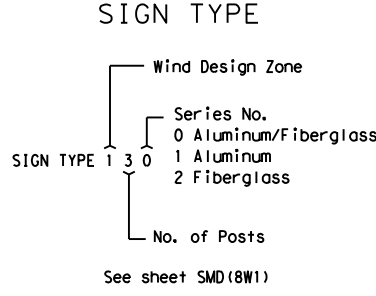 SIGN TYPE
Wind Design Zone
Series No.
0 Aluminum/Fiberglass
SIGN TYPE 1 3 0
1 Aluminum
2 Fiberglass
No. of Posts
See sheet SMD(8W1)